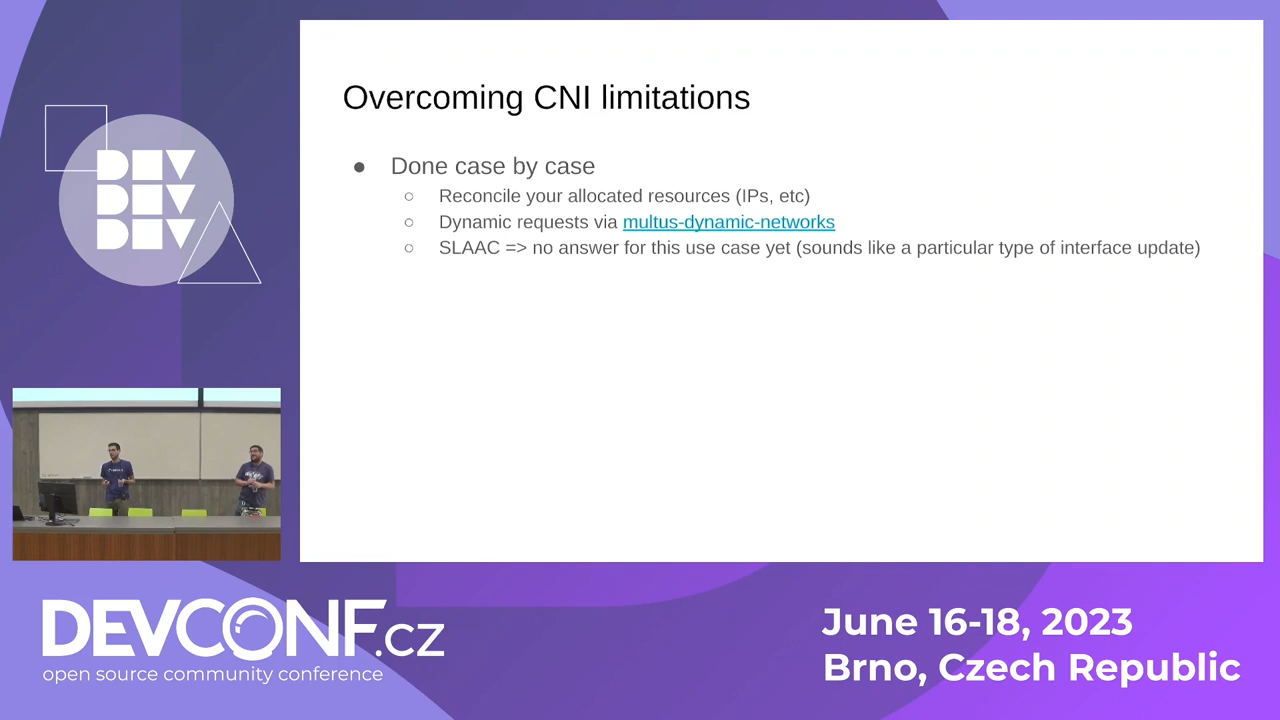 Overcoming CNI limitations
● Done case by case
○ Reconcile your allocated resources (IPs, etc)
○ Dynamic requests via multus-dynamic-networks
○ SLAAC => no answer for this use case yet (sounds like a particular type of interface update)
DEV
DEV
DEV
DEVCONF.cz
open source community conference
June 16-18, 2023
Brno, Czech Republic